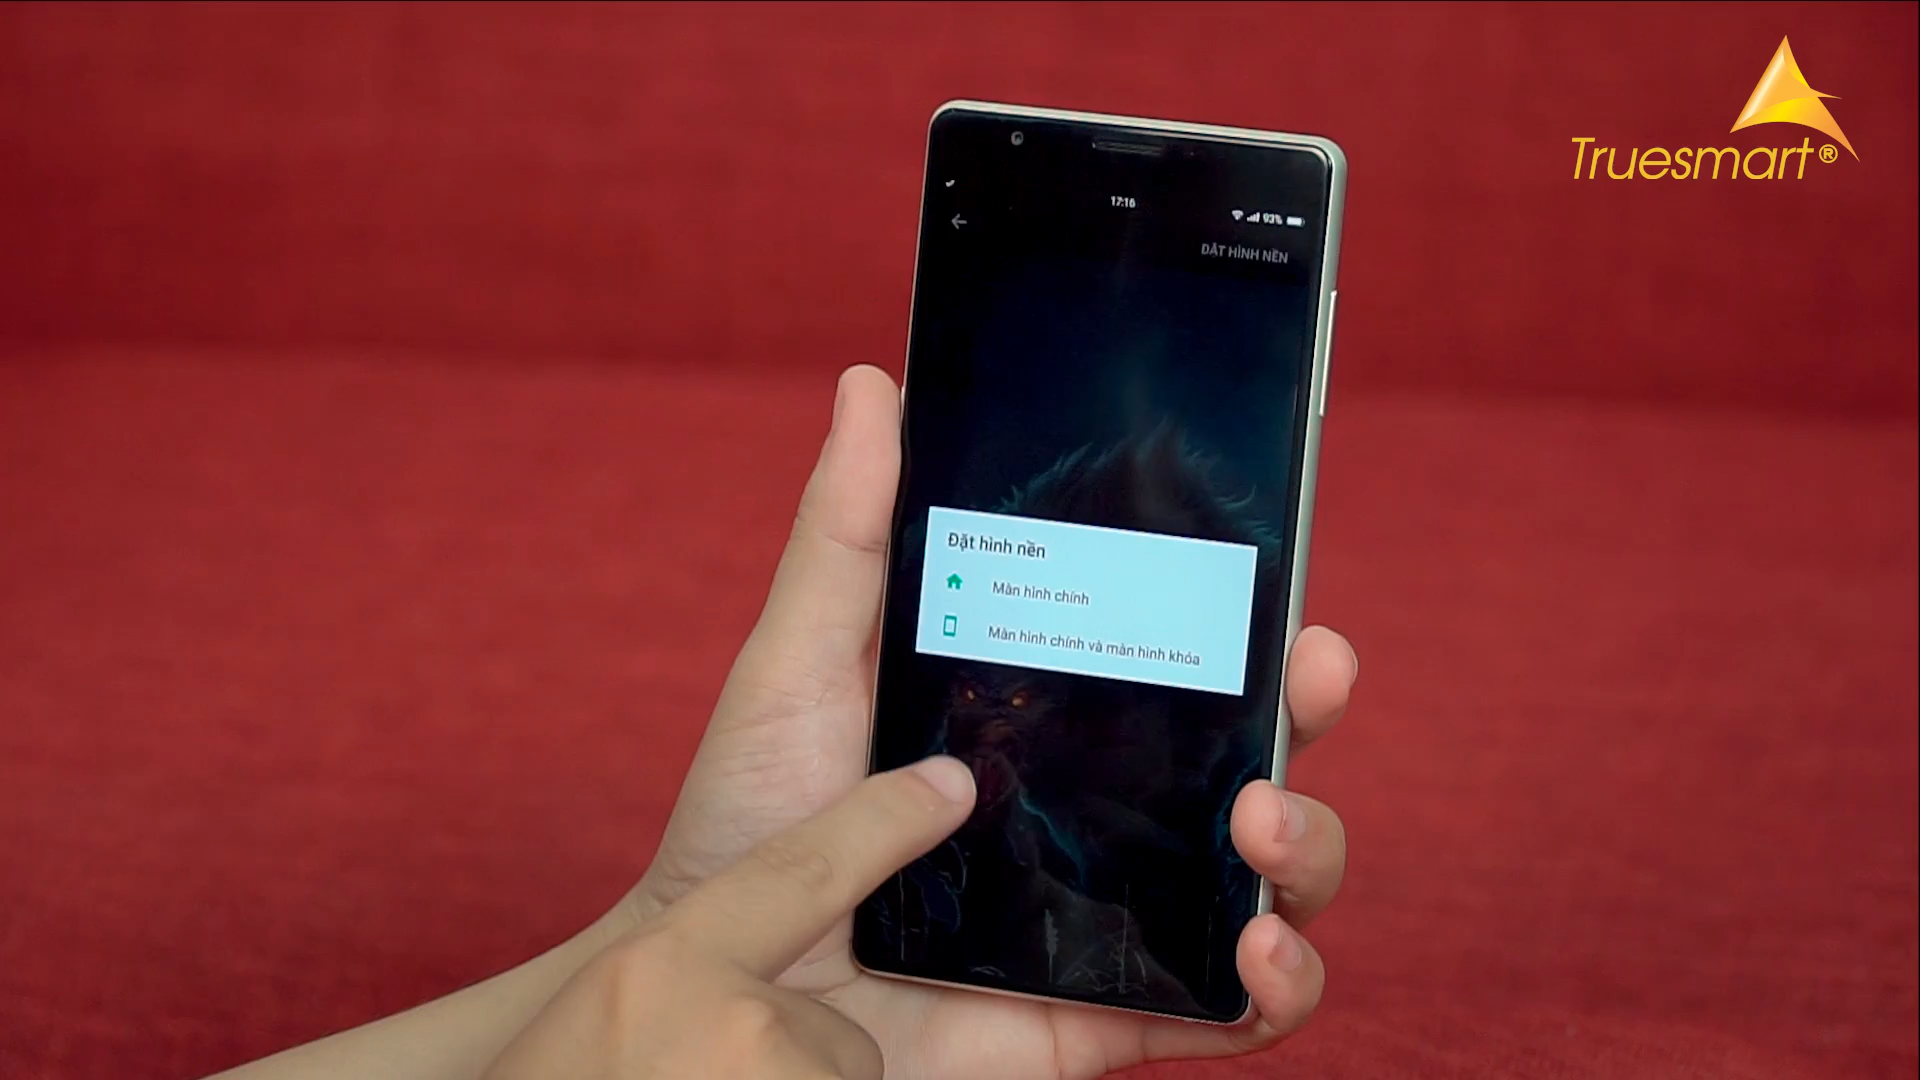 Truesmart®
17:16
93%
ĐẶT HÌNH NỀN
Đặt hình nền
Màn hình chính
Màn hình chính và màn hình khóa